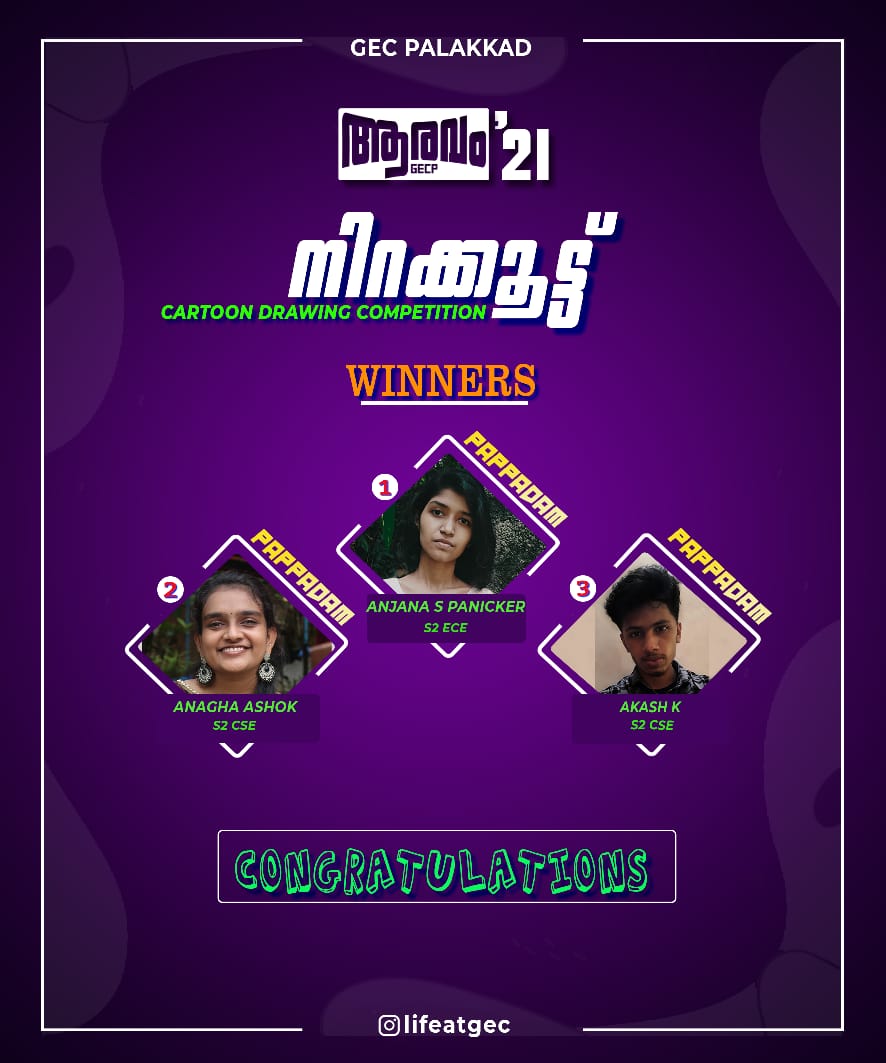 GEC PALAKKAD
ആരവം '21
GECP
നിറക്കൂട്ട്
CARTOON DRAWING COMPETITION
WINNERS
1
PAPPADAM
ANJANA S PANICKER
S2 ECE
2
PAPPADAM
ANAGHA ASHOK
S2 CSE
3
PAPPADAM
AKASH K
S2 CSE
CONGRATULATIONS
lifeatgec